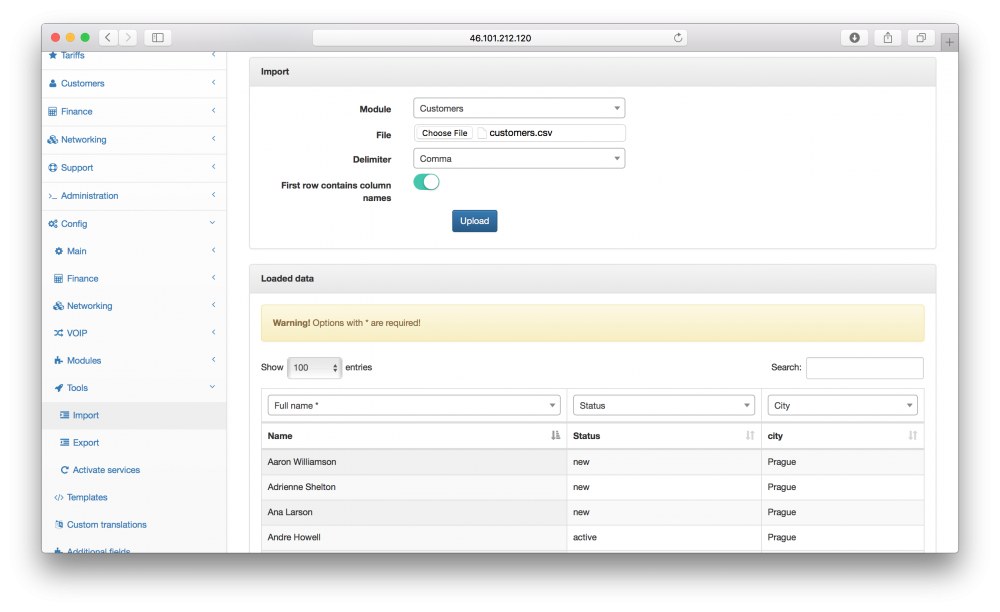 46.101.212.120
Tariffs
Customers
Finance
Networking
Support
Administration
Config
Main
Finance
Networking
VOIP
Modules
Tools
Import
Export
Activate services
Templates
Custom translations
Additional fields
Import
Module Customers
File Choose File customers.csv
Delimiter Comma
First row contains column
names
Upload
Loaded data
Warning! Options with * are required!
Show 100 entries Search:
Full name * Status City
Name Status city
Aaron Williamson new Prague
Adrienne Shelton new Prague
Ana Larson new Prague
Andre Howell active Prague